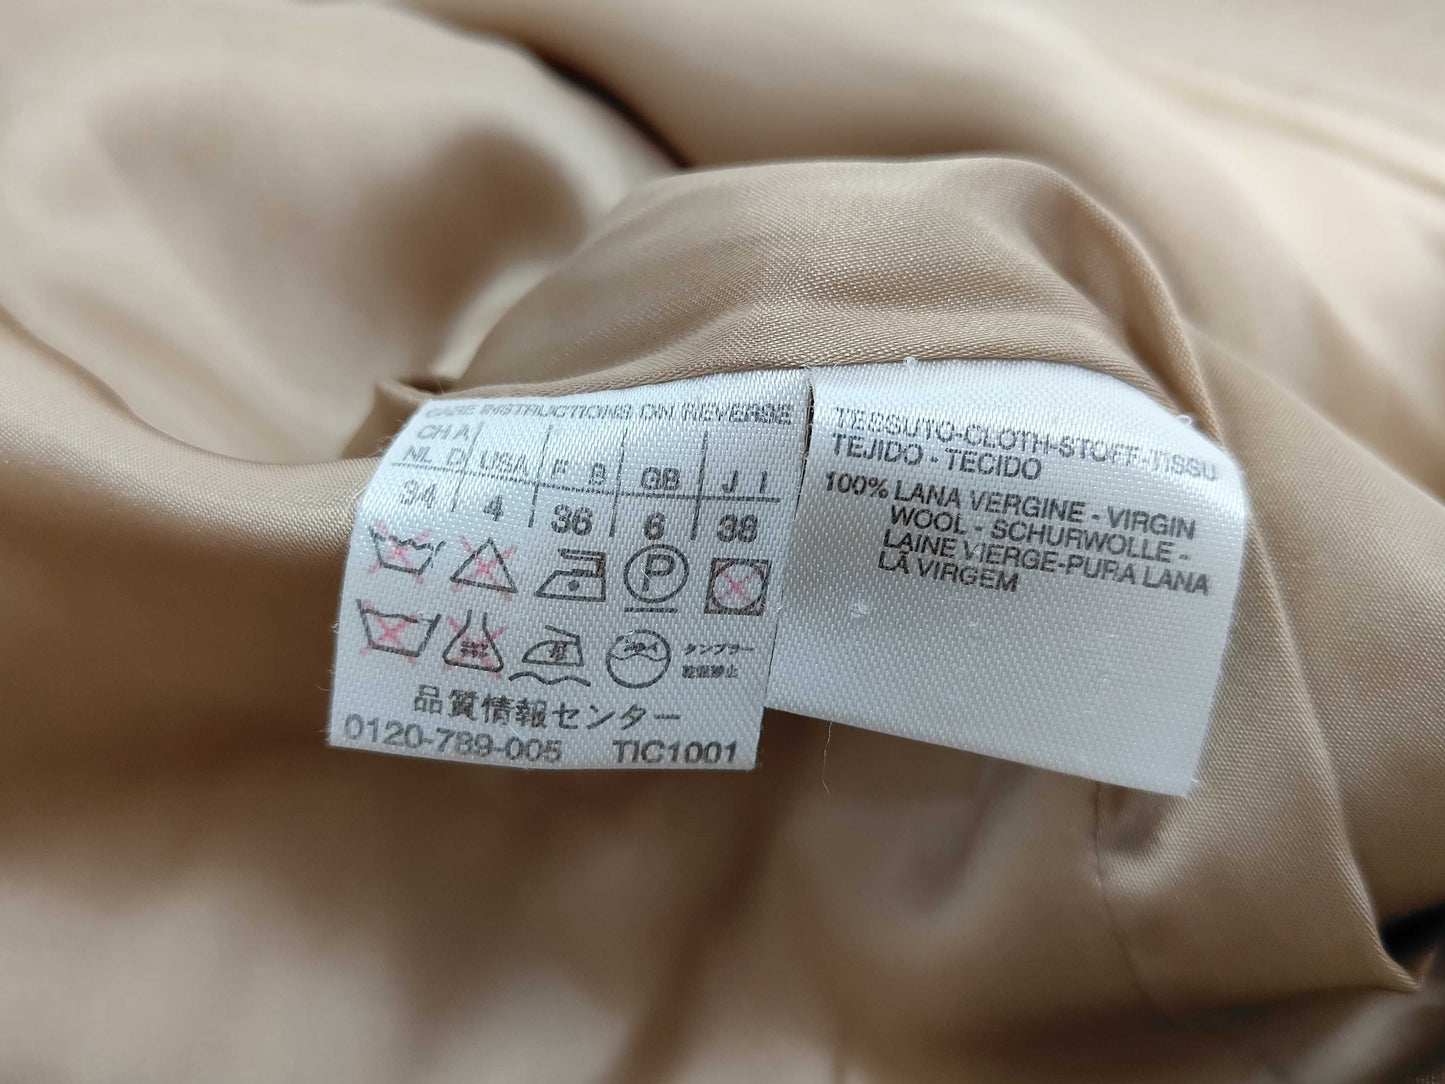 CARE INSTRUCTIONS ON REVERSE
CH A
NL D USA F B GB J I
34 4 36 6 38
P
タンブラー
乾燥禁止
品質情報センター
0120-789-005 TIC1001
TESSUTO-CLOTH-STOFF-TISSU
TEJIDO - TECIDO
100% LANA VERGINE - VIRGIN
WOOL - SCHURWOLLE -
LAINE VIERGE-PURA LANA
LÃ VIRGEM